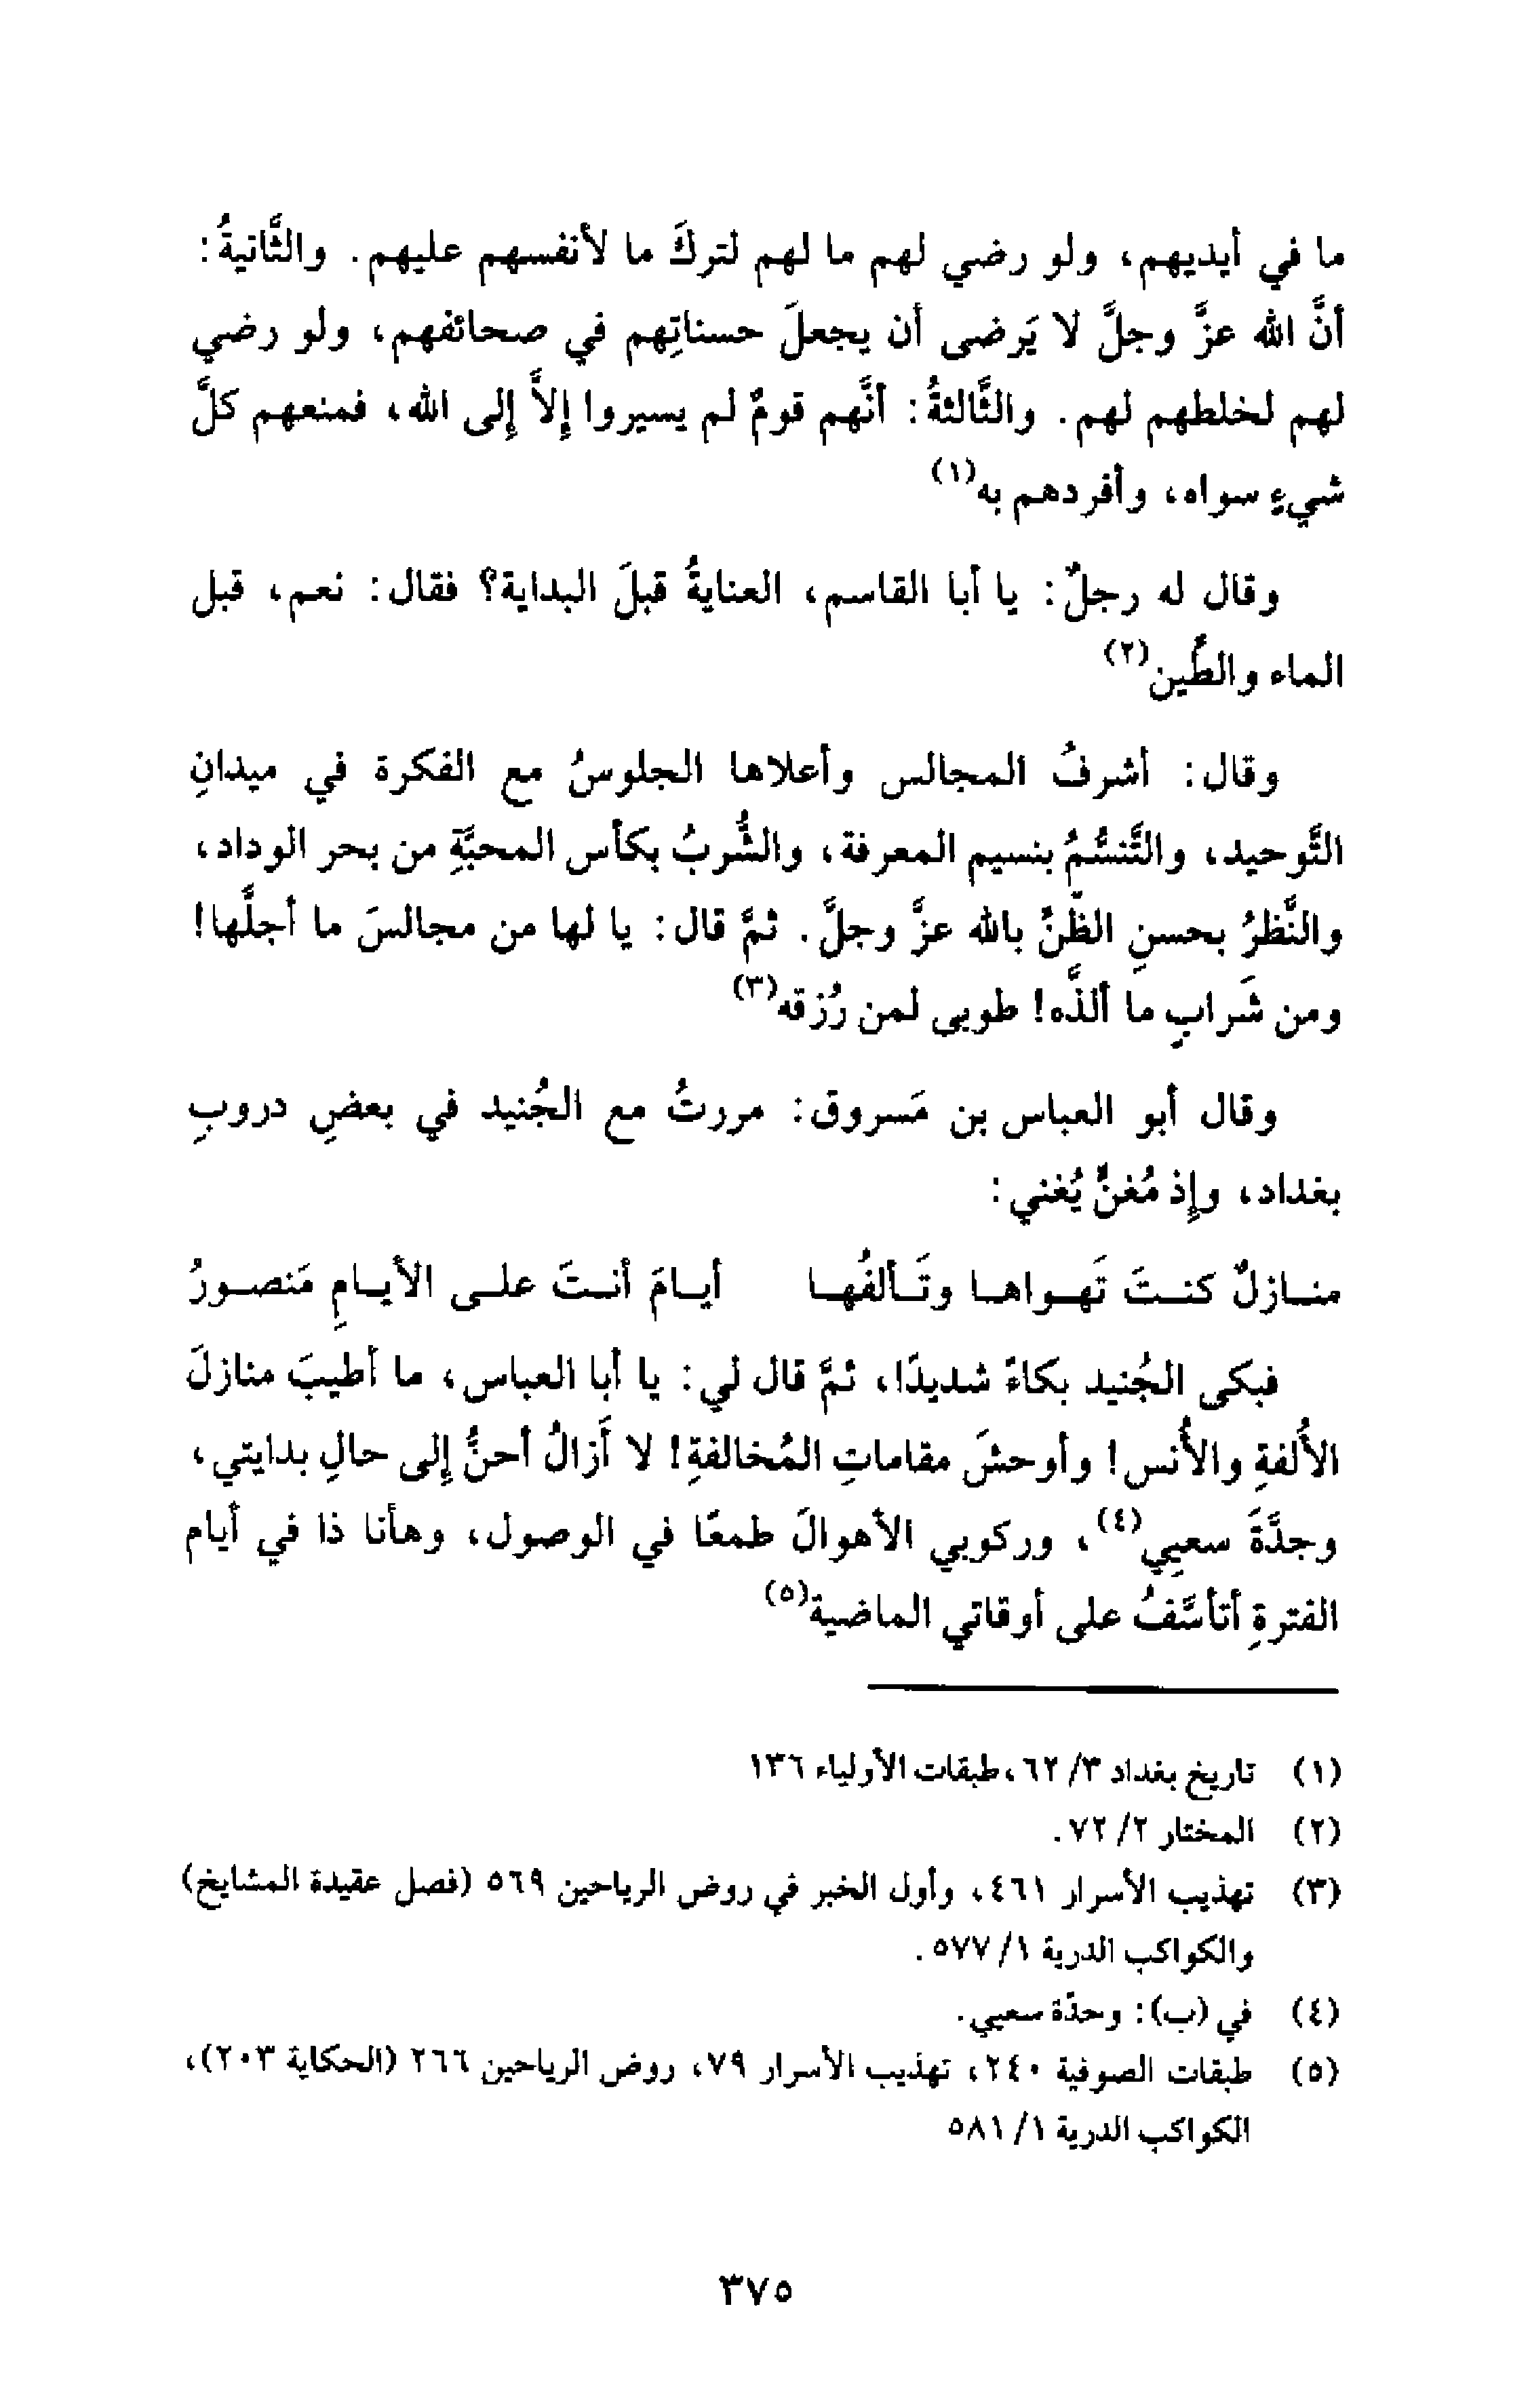 ما في أيديهم، ولو رضي لهم ما لهم لتركَ ما لأنفسهم عليهم. والثَّانيةُ:
أنَّ الله عزَّ وجلَّ لا يَرضى أن يجعلَ حسناتِهم في صحائفهم، ولو رضي
لهم لخلطهم لهم. والثَّالثةُ: أنَّهم قومٌ لم يسيروا إلاَّ إلى الله، فمنعهم كلَّ
شيءٍ سواه، وأفردهم به(١)
وقال له رجلٌ: يا أبا القاسم، العنايةُ قبلَ البداية؟ فقال: نعم، قبل
الماء والطِّين(٢)
وقال: أشرفُ المجالس وأعلاها الجلوسُ مع الفكرة في ميدانِ
التَّوحيد، والتَّنسُّمُ بنسيم المعرفة، والشُّربُ بكأس المحبَّةِ من بحر الوداد،
والنَّظرُ بحسنِ الظَّنِّ بالله عزَّ وجلَّ. ثمَّ قال: يا لها من مجالسَ ما أجلَّها!
ومن شَرابٍ ما ألذَّه! طوبى لمن رُزقه(٣)
وقال أبو العباس بن مَسروق: مررتُ مع الجُنيد في بعضِ دروبِ
بغداد، وإذ مُغنٍّ يُغني:
منـازلٌ كنـتَ تَهـواهـا وتَـألفُهـا أيـامَ أنـتَ علـى الأيـامِ مَنصـورُ
فبكى الجُنيد بكاءً شديدًا، ثمَّ قال لي: يا أبا العباس، ما أطيبَ منازلَ
الأُلفةِ والأُنس! وأوحشَ مقاماتِ المُخالفةِ! لا أَزالُ أحنُّ إلى حالِ بدايتي،
وجدَّةَ سعيي(٤)، وركوبي الأهوالَ طمعًا في الوصول، وهأنا ذا في أيام
الفترةِ أتأسَّفُ على أوقاتي الماضية(٥)
(١) تاريخ بغداد ٣/ ٦٢، طبقات الأولياء ١٣٦
(٢) المختار ٢/ ٧٢.
(٣) تهذيب الأسرار ٤٦١، وأول الخبر في روض الرياحين ٥٦٩ (فصل عقيدة المشايخ)
والكواكب الدرية ١/ ٥٧٧.
(٤) في (ب): وحدّة سعيي.
(٥) طبقات الصوفية ٢٤٠، تهذيب الأسرار ٧٩، روض الرياحين ٢٦٦ (الحكاية ٢٠٣)،
الكواكب الدرية ١/ ٥٨١
٣٧٥